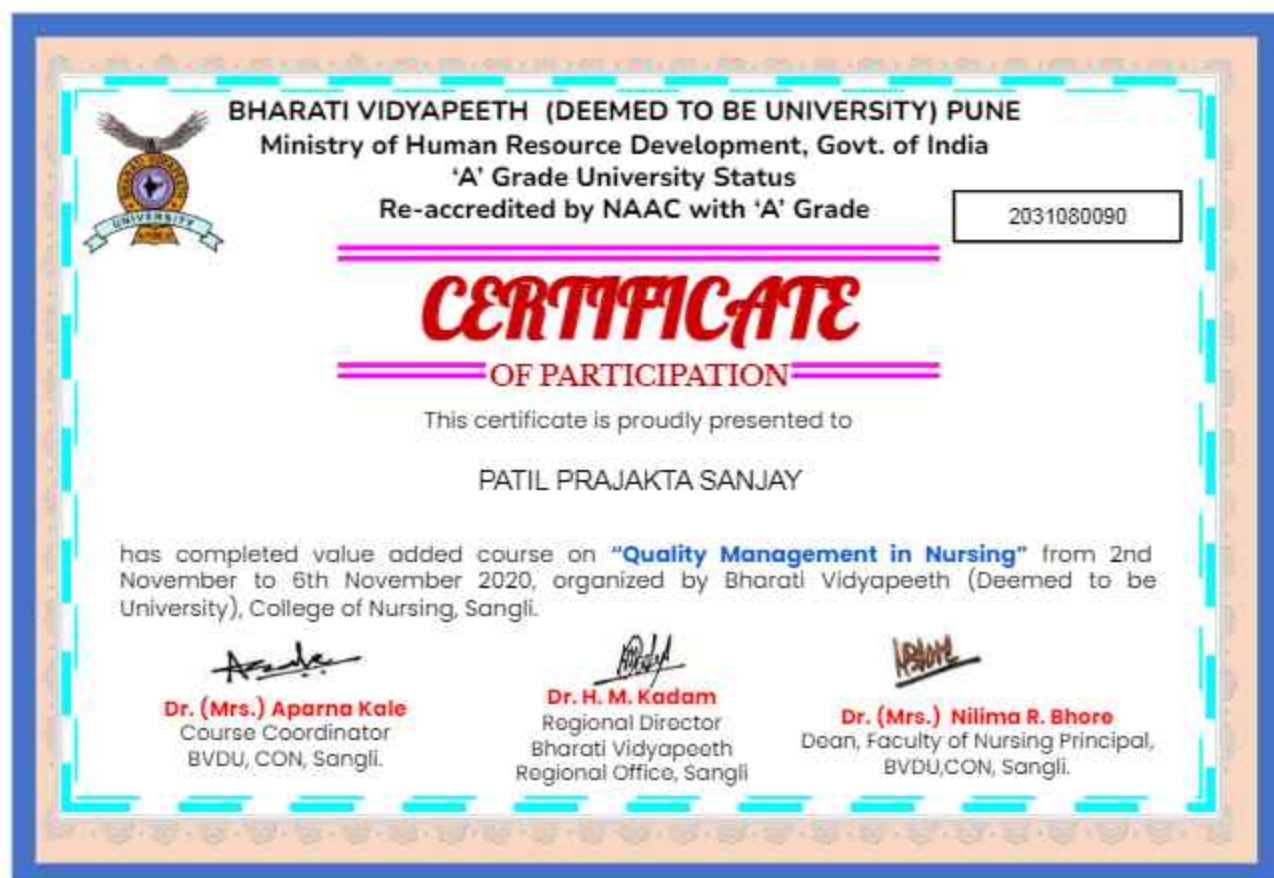 BHARATI VIDYAPEETH (DEEMED TO BE UNIVERSITY) PUNE
Ministry of Human Resource Development, Govt. of India
‘A’ Grade University Status
Re-accredited by NAAC with ‘A’ Grade
2031080090
BHARATI VIDYAPEETH
UNIVERSITY
CERTIFICATE
OF PARTICIPATION
This certificate is proudly presented to
PATIL PRAJAKTA SANJAY
has completed value added course on “Quality Management in Nursing” from 2nd
November to 6th November 2020, organized by Bharati Vidyapeeth (Deemed to be
University), College of Nursing, Sangli.
Dr. (Mrs.) Aparna Kale
Course Coordinator
BVDU, CON, Sangli.
Dr. H. M. Kadam
Regional Director
Bharati Vidyapeeth
Regional Office, Sangli
Dr. (Mrs.) Nilima R. Bhore
Dean, Faculty of Nursing Principal,
BVDU,CON, Sangli.